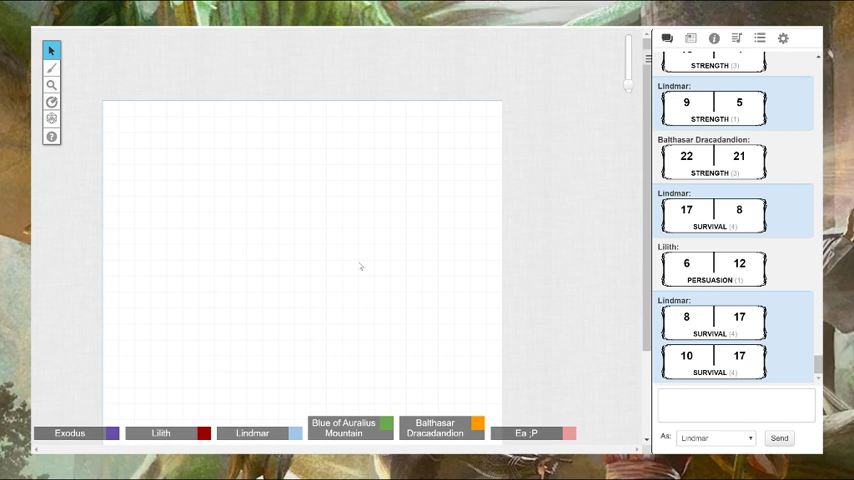 STRENGTH (3)
Lindmar:
9 5
STRENGTH (1)
Balthasar Dracadandion:
22 21
STRENGTH (3)
Lindmar:
17 8
SURVIVAL (4)
Lilith:
6 12
PERSUASION (1)
Lindmar:
8 17
SURVIVAL (4)
10 17
SURVIVAL (4)
As: Lindmar Send
Exodus
Lilith
Lindmar
Blue of Auralius
Mountain
Balthasar
Dracadandion
Ea ;P